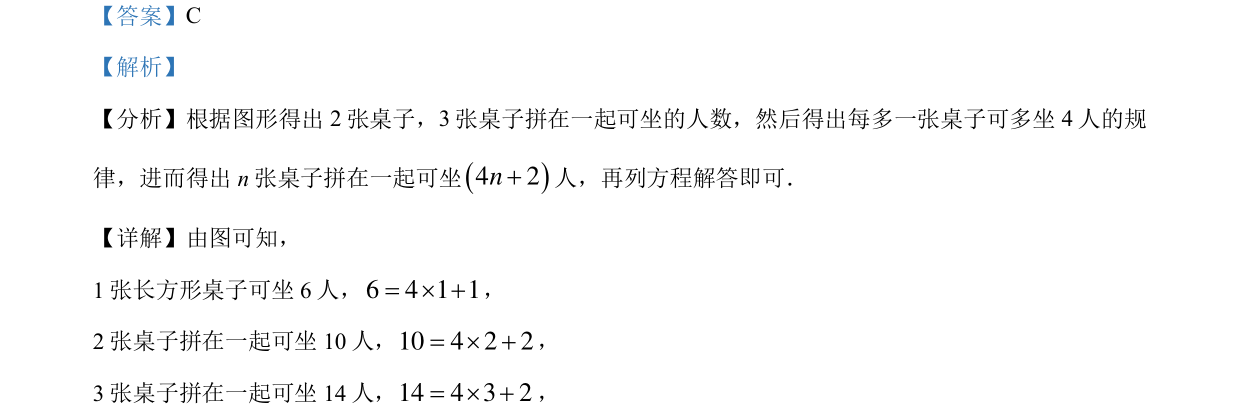 【答案】C
【解析】
【分析】根据图形得出 2 张桌子，3 张桌子拼在一起可坐的人数，然后得出每多一张桌子可多坐 4 人的规
律，进而得出 n 张桌子拼在一起可坐(4n+2)人，再列方程解答即可．
【详解】由图可知，
1 张长方形桌子可坐 6 人，6=4×1+1，
2 张桌子拼在一起可坐 10 人，10=4×2+2，
3 张桌子拼在一起可坐 14 人，14=4×3+2，